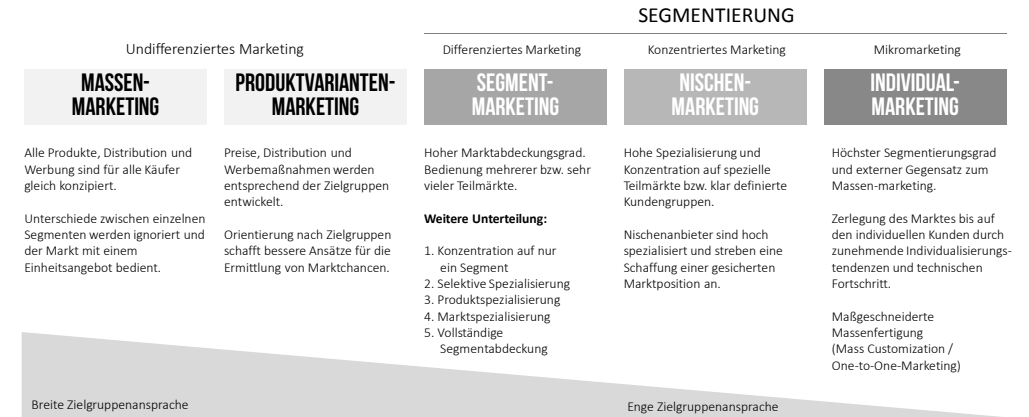 SEGMENTIERUNG
Undifferenziertes Marketing
Differenziertes Marketing
Konzentriertes Marketing
Mikromarketing
MASSEN-
MARKETING
PRODUKTVARIANTEN-
MARKETING
SEGMENT-
MARKETING
NISCHEN-
MARKETING
INDIVIDUAL-
MARKETING
Alle Produkte, Distribution und
Werbung sind für alle Käufer
gleich konzipiert.
Unterschiede zwischen einzelnen
Segmenten werden ignoriert und
der Markt mit einem
Einheitsangebot bedient.
Preise, Distribution und
Werbemaßnahmen werden
entsprechend der Zielgruppen
entwickelt.
Orientierung nach Zielgruppen
schafft bessere Ansätze für die
Ermittlung von Marktchancen.
Hoher Marktabdeckungsgrad.
Bedienung mehrerer bzw. sehr
vieler Teilmärkte.
Weitere Unterteilung:
1. Konzentration auf nur
ein Segment
2. Selektive Spezialisierung
3. Produktspezialisierung
4. Marktspezialisierung
5. Vollständige
Segmentabdeckung
Hohe Spezialisierung und
Konzentration auf spezielle
Teilmärkte bzw. klar definierte
Kundengruppen.
Nischenanbieter sind hoch
spezialisiert und streben eine
Schaffung einer gesicherten
Marktposition an.
Höchster Segmentierungsgrad
und externer Gegensatz zum
Massen-marketing.
Zerlegung des Marktes bis auf
den individuellen Kunden durch
zunehmende Individualisierungs-
tendenzen und technischen
Fortschritt.
Maßgeschneiderte
Massenfertigung
(Mass Customization /
One-to-One-Marketing)
Breite Zielgruppenansprache
Enge Zielgruppenansprache